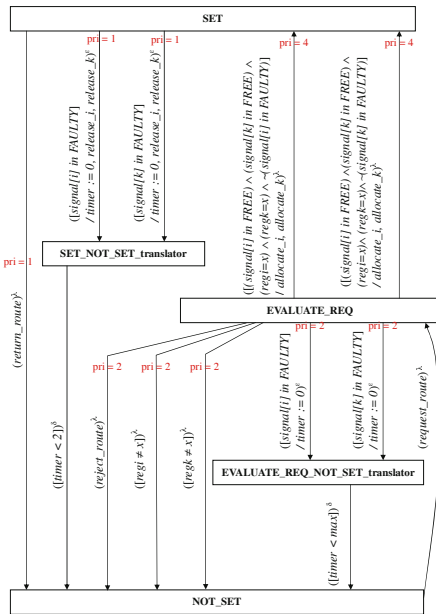 SET
pri = 1
pri = 1
pri = 4
pri = 4
([signal[i] in FAULTY]
/ timer := 0, release_i, release_k)ε
([signal[k] in FAULTY]
/ timer := 0, release_i, release_k)ε
([(signal[i] in FREE) ∧ (signal[k] in FREE) ∧
(regi=x) ∧ (regk=x) ∧ ¬(signal[i] in FAULTY)]
/ allocate_i, allocate_k)λ
([(signal[i] in FREE) ∧(signal[k] in FREE) ∧
(regi=x)∧ (regk=x) ∧ ¬(signal[k] in FAULTY)]
/ allocate_i, allocate_k)λ
SET_NOT_SET_translator
pri = 1
(return_route)λ
EVALUATE_REQ
pri = 2
pri = 2
pri = 2
pri = 2
pri = 2
([timer < 2])δ
(reject_route)λ
([regi ≠ x])λ
([regk ≠ x])λ
([signal[i] in FAULTY]
/ timer := 0)ε
([signal[k] in FAULTY]
/ timer := 0)ε
(request_route)λ
EVALUATE_REQ_NOT_SET_translator
([timer < max])δ
NOT_SET